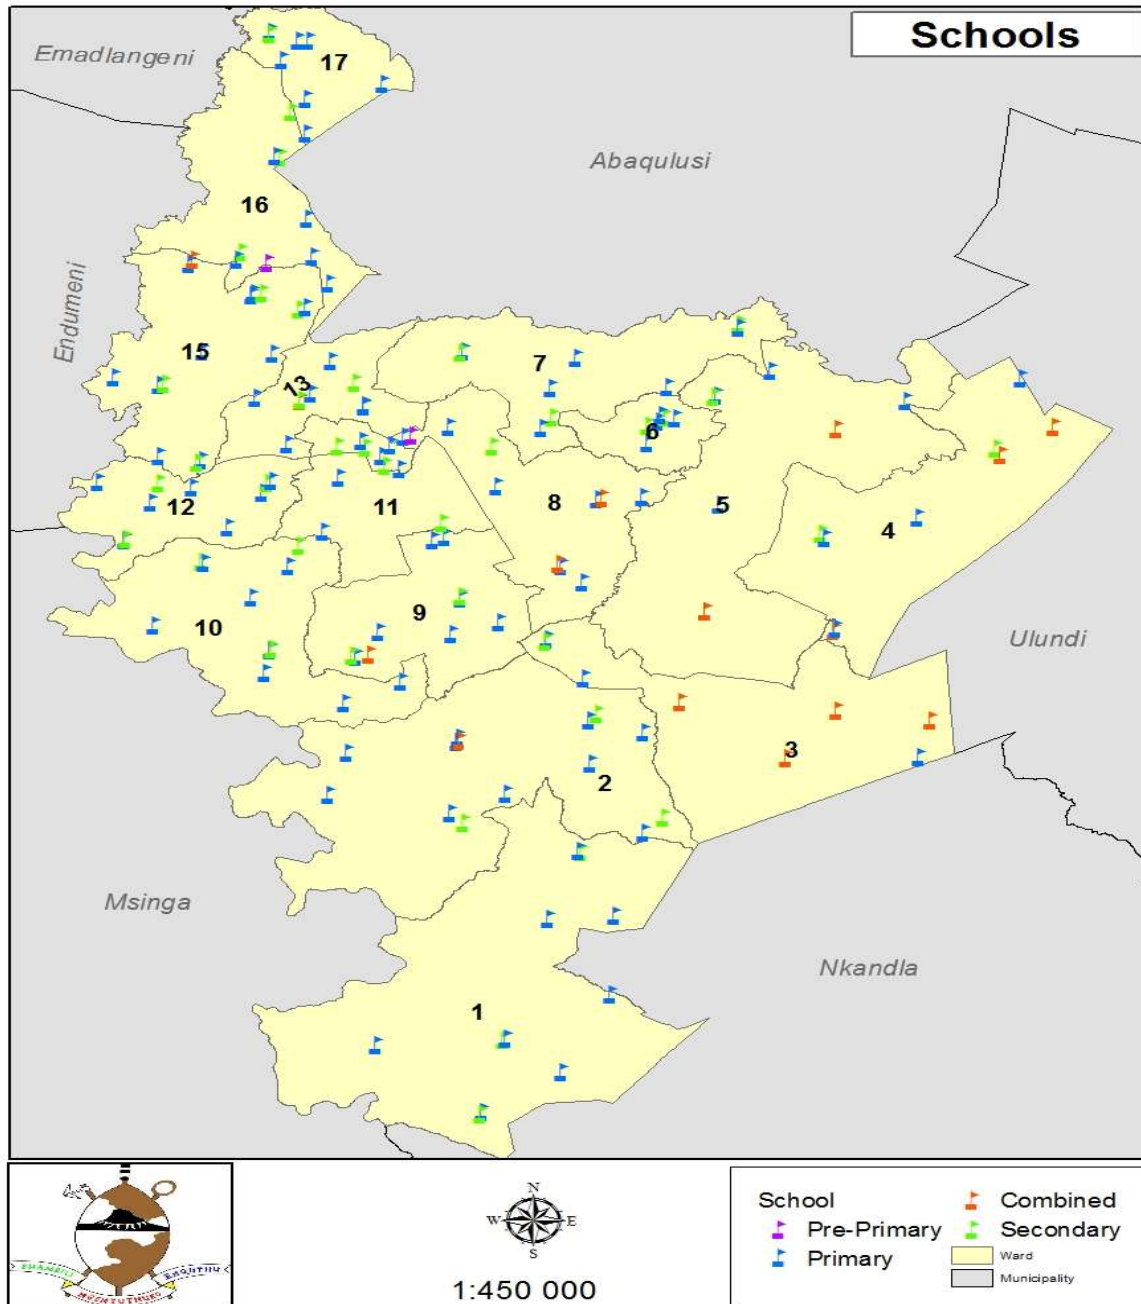 Schools
Emadlangeni
17
Abaqulusi
16
Endumeni
15
13
7
6
12
11
8
5
4
10
9
Ulundi
3
2
Msinga
Nkandla
1
N
W E
S
1:450 000
School
Pre-Primary
Primary
Combined
Secondary
Ward
Municipality